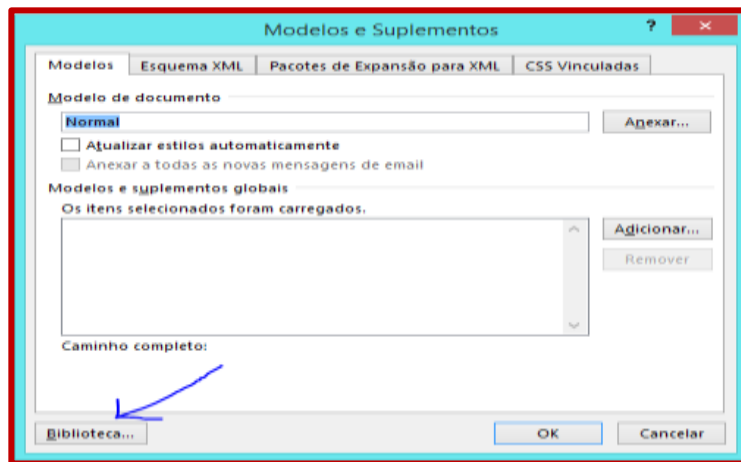 Modelos e Suplementos ?
Modelos Esquema XML Pacotes de Expansão para XML CSS Vinculadas
Modelo de documento
Normal Anexar...
Atualizar estilos automaticamente
Anexar a todas as novas mensagens de email
Modelos e suplementos globais
Os itens selecionados foram carregados.
Adicionar...
Remover
Caminho completo:
Biblioteca... OK Cancelar